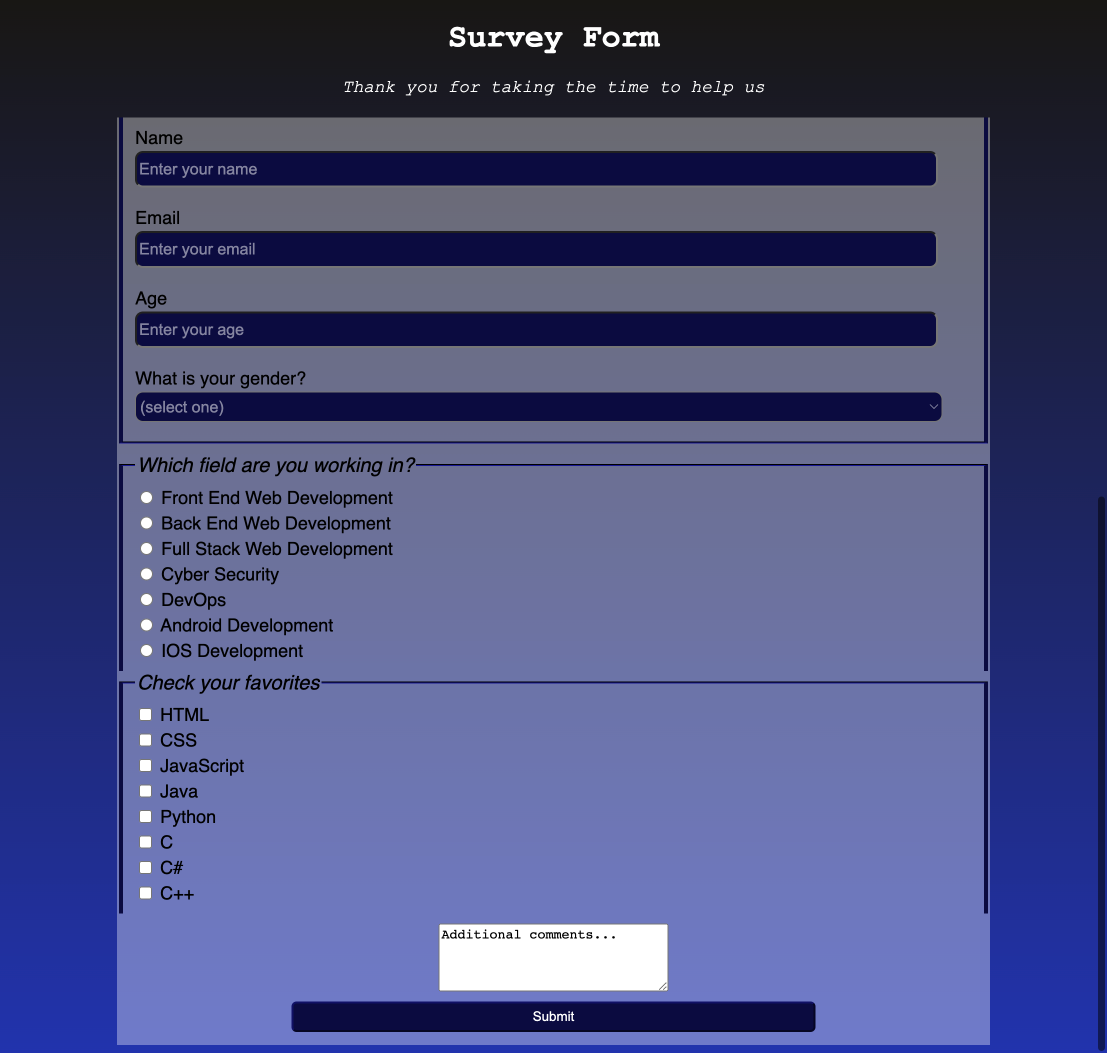 Survey Form
Thank you for taking the time to help us
Name
Enter your name
Email
Enter your email
Age
Enter your age
What is your gender?
(select one)
Which field are you working in?
Front End Web Development
Back End Web Development
Full Stack Web Development
Cyber Security
DevOps
Android Development
IOS Development
Check your favorites
HTML
CSS
JavaScript
Java
Python
C
C#
C++
Additional comments...
Submit